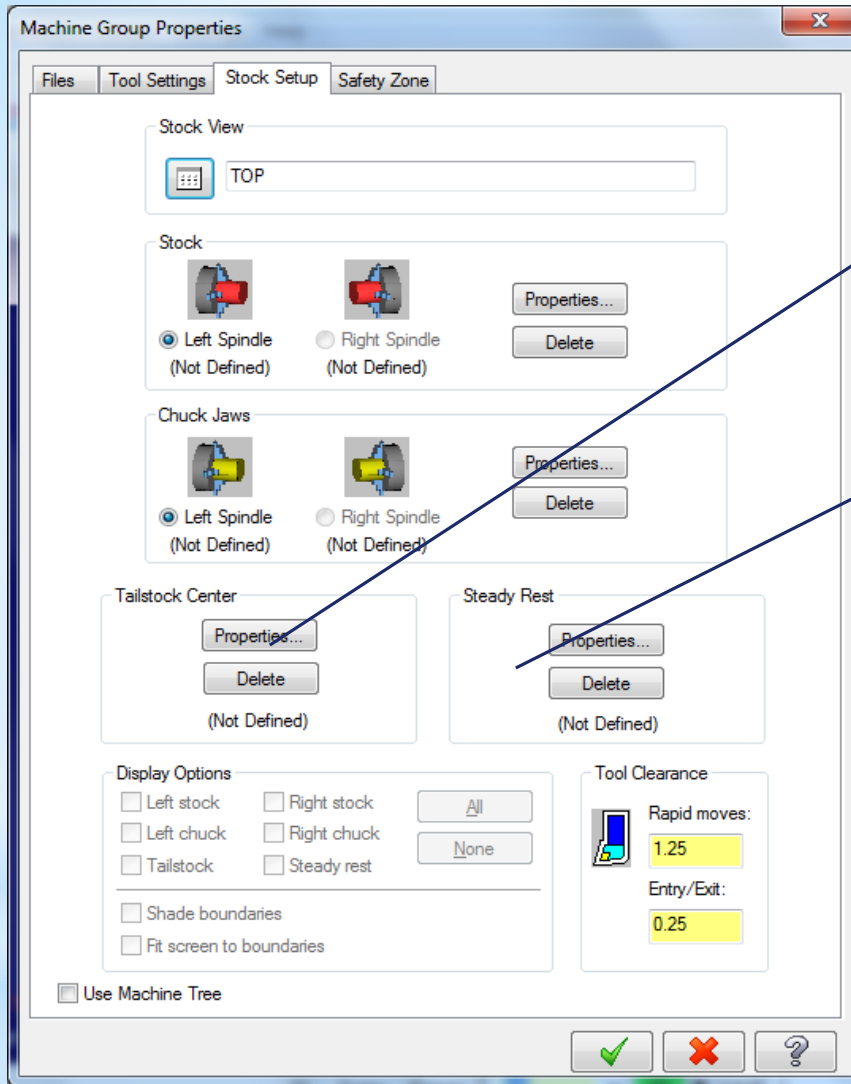 Machine Group Properties
Files Tool Settings Stock Setup Safety Zone
Stock View
TOP
Stock
Left Spindle Right Spindle
(Not Defined) (Not Defined)
Properties...
Delete
Chuck Jaws
Left Spindle Right Spindle
(Not Defined) (Not Defined)
Properties...
Delete
Tailstock Center
Properties...
Delete
(Not Defined)
Steady Rest
Properties...
Delete
(Not Defined)
Display Options
Left stock Right stock All
Left chuck Right chuck None
Tailstock Steady rest
Shade boundaries
Fit screen to boundaries
Tool Clearance
Rapid moves:
1.25
Entry/Exit:
0.25
Use Machine Tree